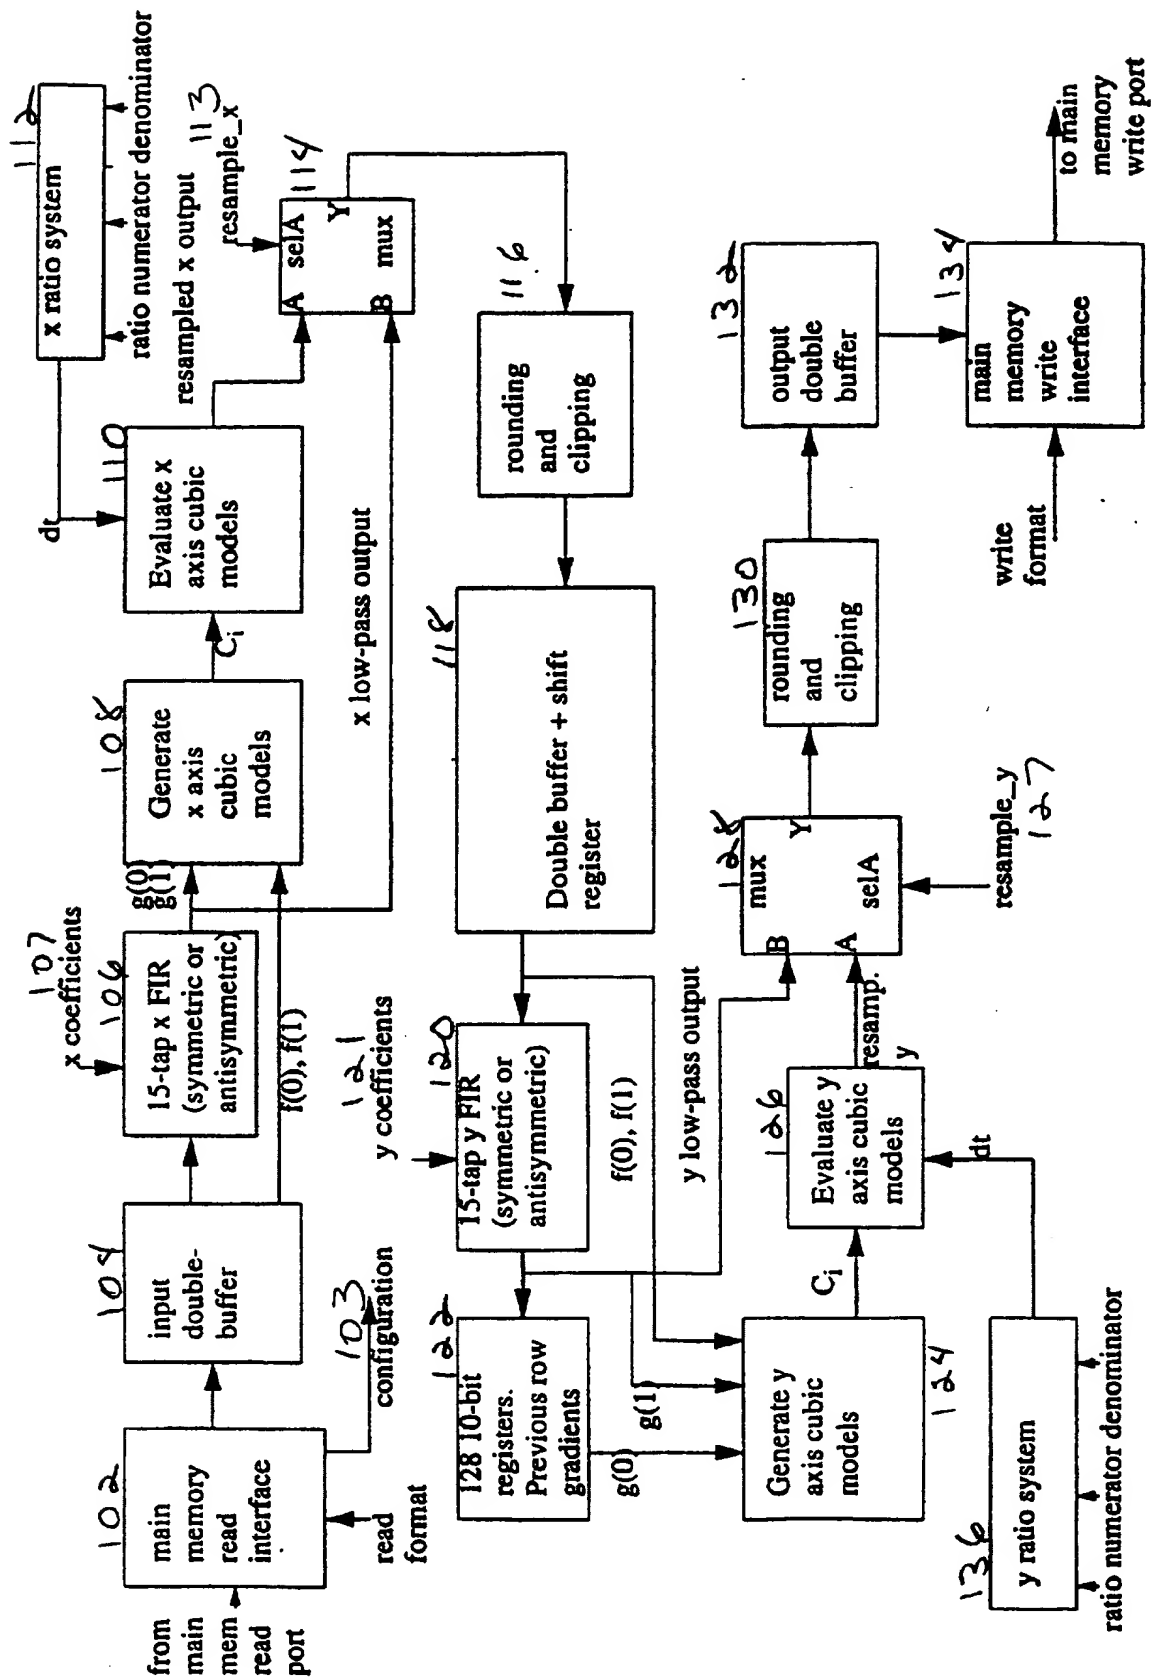 from
main
mem
read
port
102
main
memory
read
interface
read
format
103
configuration
104
input
double-
buffer
107
x coefficients
106
15-tap x FIR
(symmetric or
antisymmetric)
f(0), f(1)
g(0)
g(1)
108
Generate
x axis
cubic
models
C i
x low-pass output
110
Evaluate x
axis cubic
models
dt
112
x ratio system
ratio numerator denominator
resampled x output
113
resample_x
114
A selA
Y
B mux
116
rounding
and
clipping
118
Double buffer + shift
register
121
y coefficients
120
15-tap y FIR
(symmetric or
antisymmetric)
f(0), f(1)
y low-pass output
122
128 10-bit
registers.
Previous row
gradients
g(0)
g(1)
Generate y
axis cubic
models
124
C i
126
Evaluate y
axis cubic
models
dt
resamp.
y
136
y ratio system
ratio numerator denominator
128
B mux
Y
A selA
resample_y
127
130
rounding
and
clipping
132
output
double
buffer
134
main
memory
write
interface
write
format
to main
memory
write port